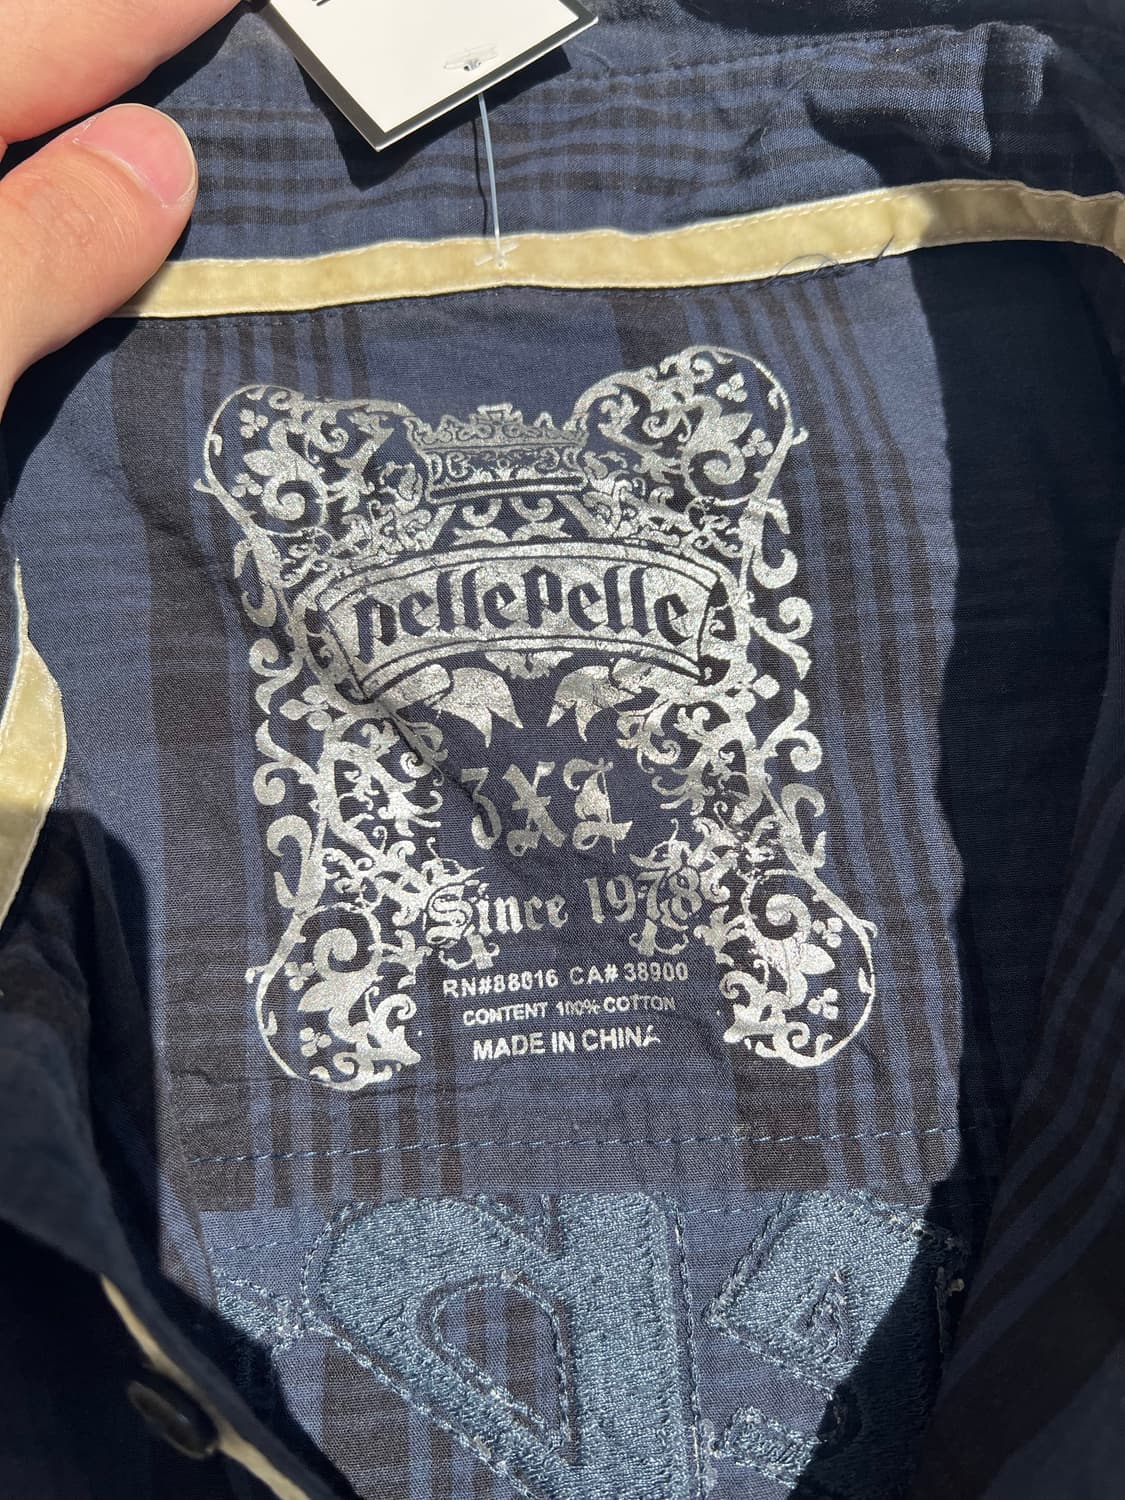 pellePelle
3XL
Since 1978
RN#88016 CA# 38900
CONTENT 100% COTTON
MADE IN CHINA